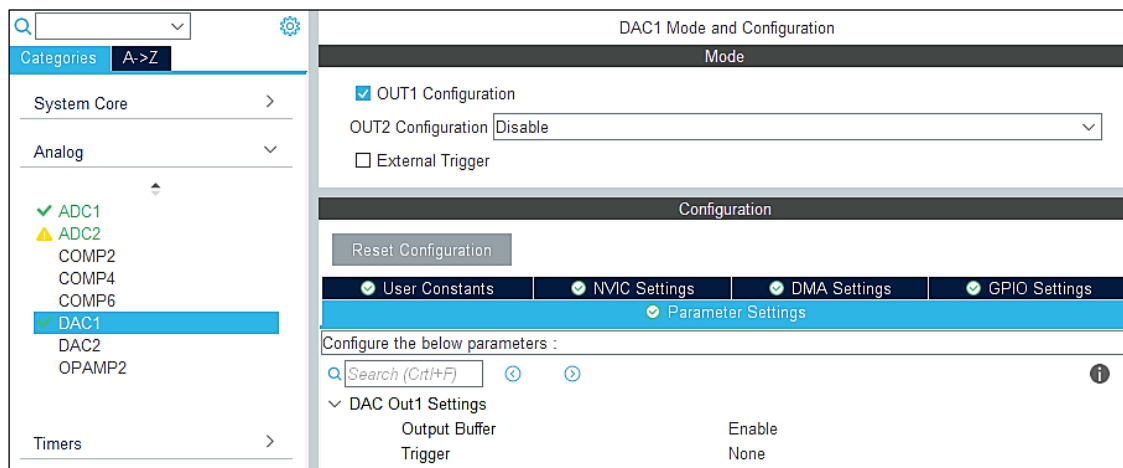 Categories
A->Z
System Core
Analog
ADC1
ADC2
COMP2
COMP4
COMP6
DAC1
DAC2
OPAMP2
Timers
DAC1 Mode and Configuration
Mode
OUT1 Configuration
OUT2 Configuration Disable
External Trigger
Configuration
Reset Configuration
User Constants NVIC Settings DMA Settings GPIO Settings
Parameter Settings
Configure the below parameters :
Search (Crtl+F)
DAC Out1 Settings
Output Buffer Enable
Trigger None